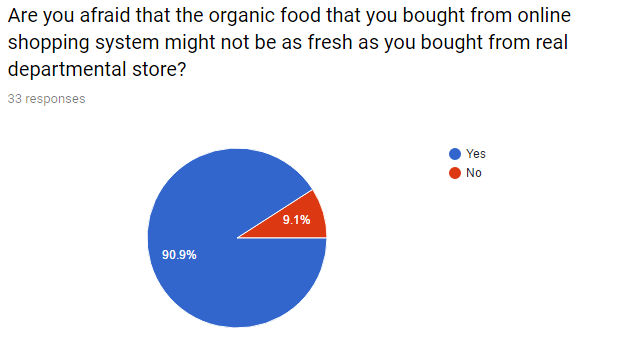 Are you afraid that the organic food that you bought from online
shopping system might not be as fresh as you bought from real
departmental store?
33 responses
Yes
No
9.1%
90.9%